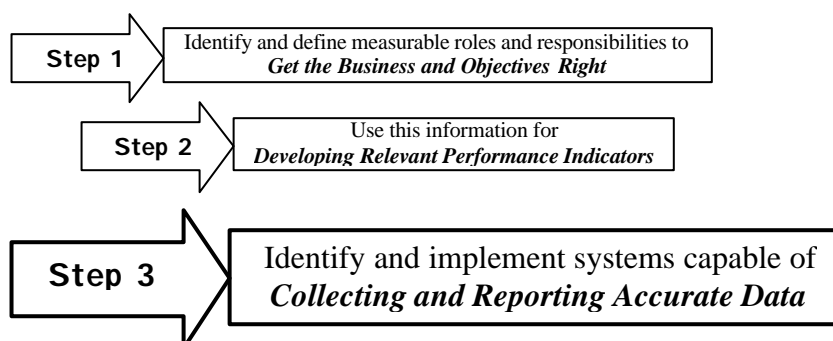 Step 1
Identify and define measurable roles and responsibilities to
Get the Business and Objectives Right
Step 2
Use this information for
Developing Relevant Performance Indicators
Step 3
Identify and implement systems capable of
Collecting and Reporting Accurate Data